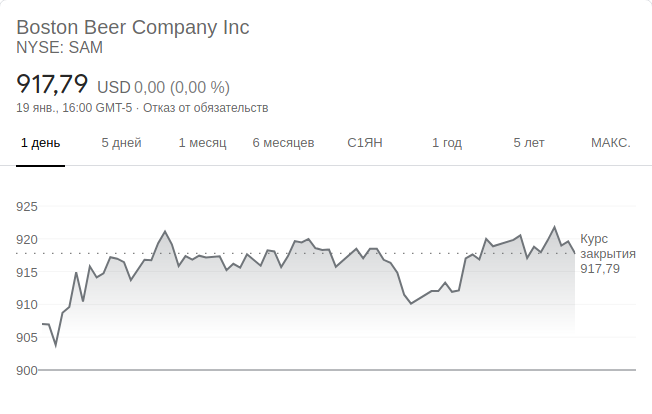 Boston Beer Company Inc
NYSE: SAM
917,79 USD 0,00 (0,00 %)
19 янв., 16:00 GMT-5 · Отказ от обязательств
1 день 5 дней 1 месяц 6 месяцев С1ЯН 1 год 5 лет МАКС.
925
920
915
910
905
900
Курс
закрытия
917,79